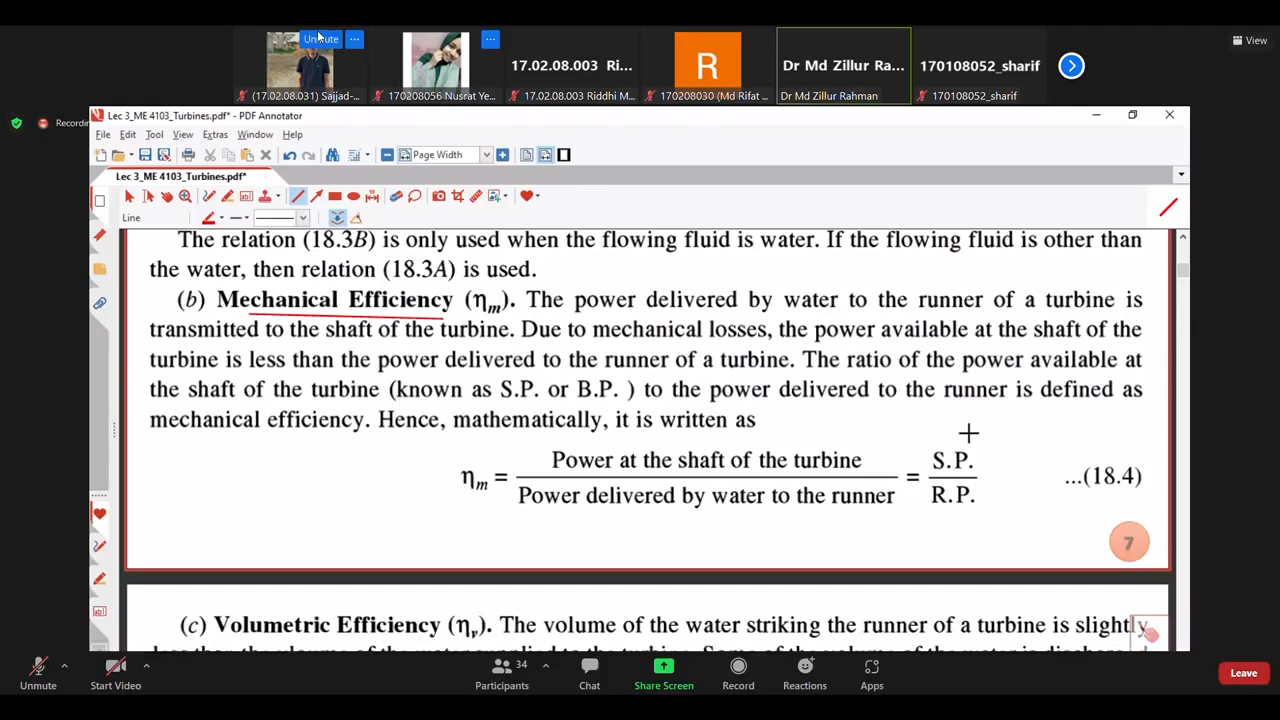 Unmute
...
...
View
17.02.08.003 Ri...
R
Dr Md Zillur Ra...
170108052_sharif
(17.02.08.031) Sajjad-...
170208056 Nusrat Ye...
17.02.08.003 Riddhi M...
170208030 (Md Rifat ...
Dr Md Zillur Rahman
170108052_sharif
Recordin
Lec 3_ME 4103_Turbines.pdf* - PDF Annotator
File Edit Tool View Extras Window Help
Page Width
Lec 3_ME 4103_Turbines.pdf*
Line
The relation (18.3B) is only used when the flowing fluid is water. If the flowing fluid is other than
the water, then relation (18.3A) is used.
(b) Mechanical Efficiency (ηm). The power delivered by water to the runner of a turbine is
transmitted to the shaft of the turbine. Due to mechanical losses, the power available at the shaft of the
turbine is less than the power delivered to the runner of a turbine. The ratio of the power available at
the shaft of the turbine (known as S.P. or B.P. ) to the power delivered to the runner is defined as
mechanical efficiency. Hence, mathematically, it is written as
ηm = Power at the shaft of the turbine / Power delivered by water to the runner = S.P. / R.P. ...(18.4)
7
(c) Volumetric Efficiency (ηv). The volume of the water striking the runner of a turbine is slightly
Unmute
Start Video
34
Participants
Chat
Share Screen
Record
Reactions
Apps
Leave